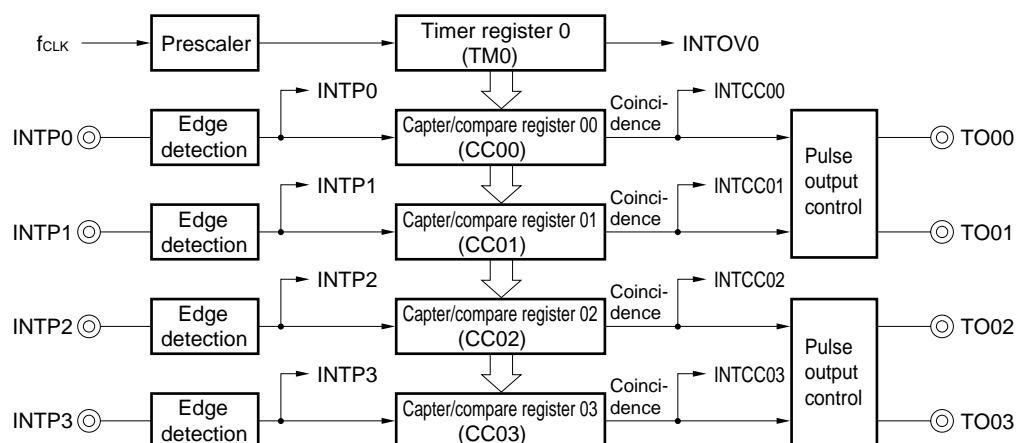 fCLK
Prescaler
Timer register 0
(TM0)
INTOV0
INTP0
Edge
detection
INTP0
Capter/compare register 00
(CC00)
Coinci-
dence
INTCC00
TO00
INTP1
Edge
detection
INTP1
Capter/compare register 01
(CC01)
Coinci-
dence
INTCC01
Pulse
output
control
TO01
INTP2
Edge
detection
INTP2
Capter/compare register 02
(CC02)
Coinci-
dence
INTCC02
TO02
INTP3
Edge
detection
INTP3
Capter/compare register 03
(CC03)
Coinci-
dence
INTCC03
Pulse
output
control
TO03